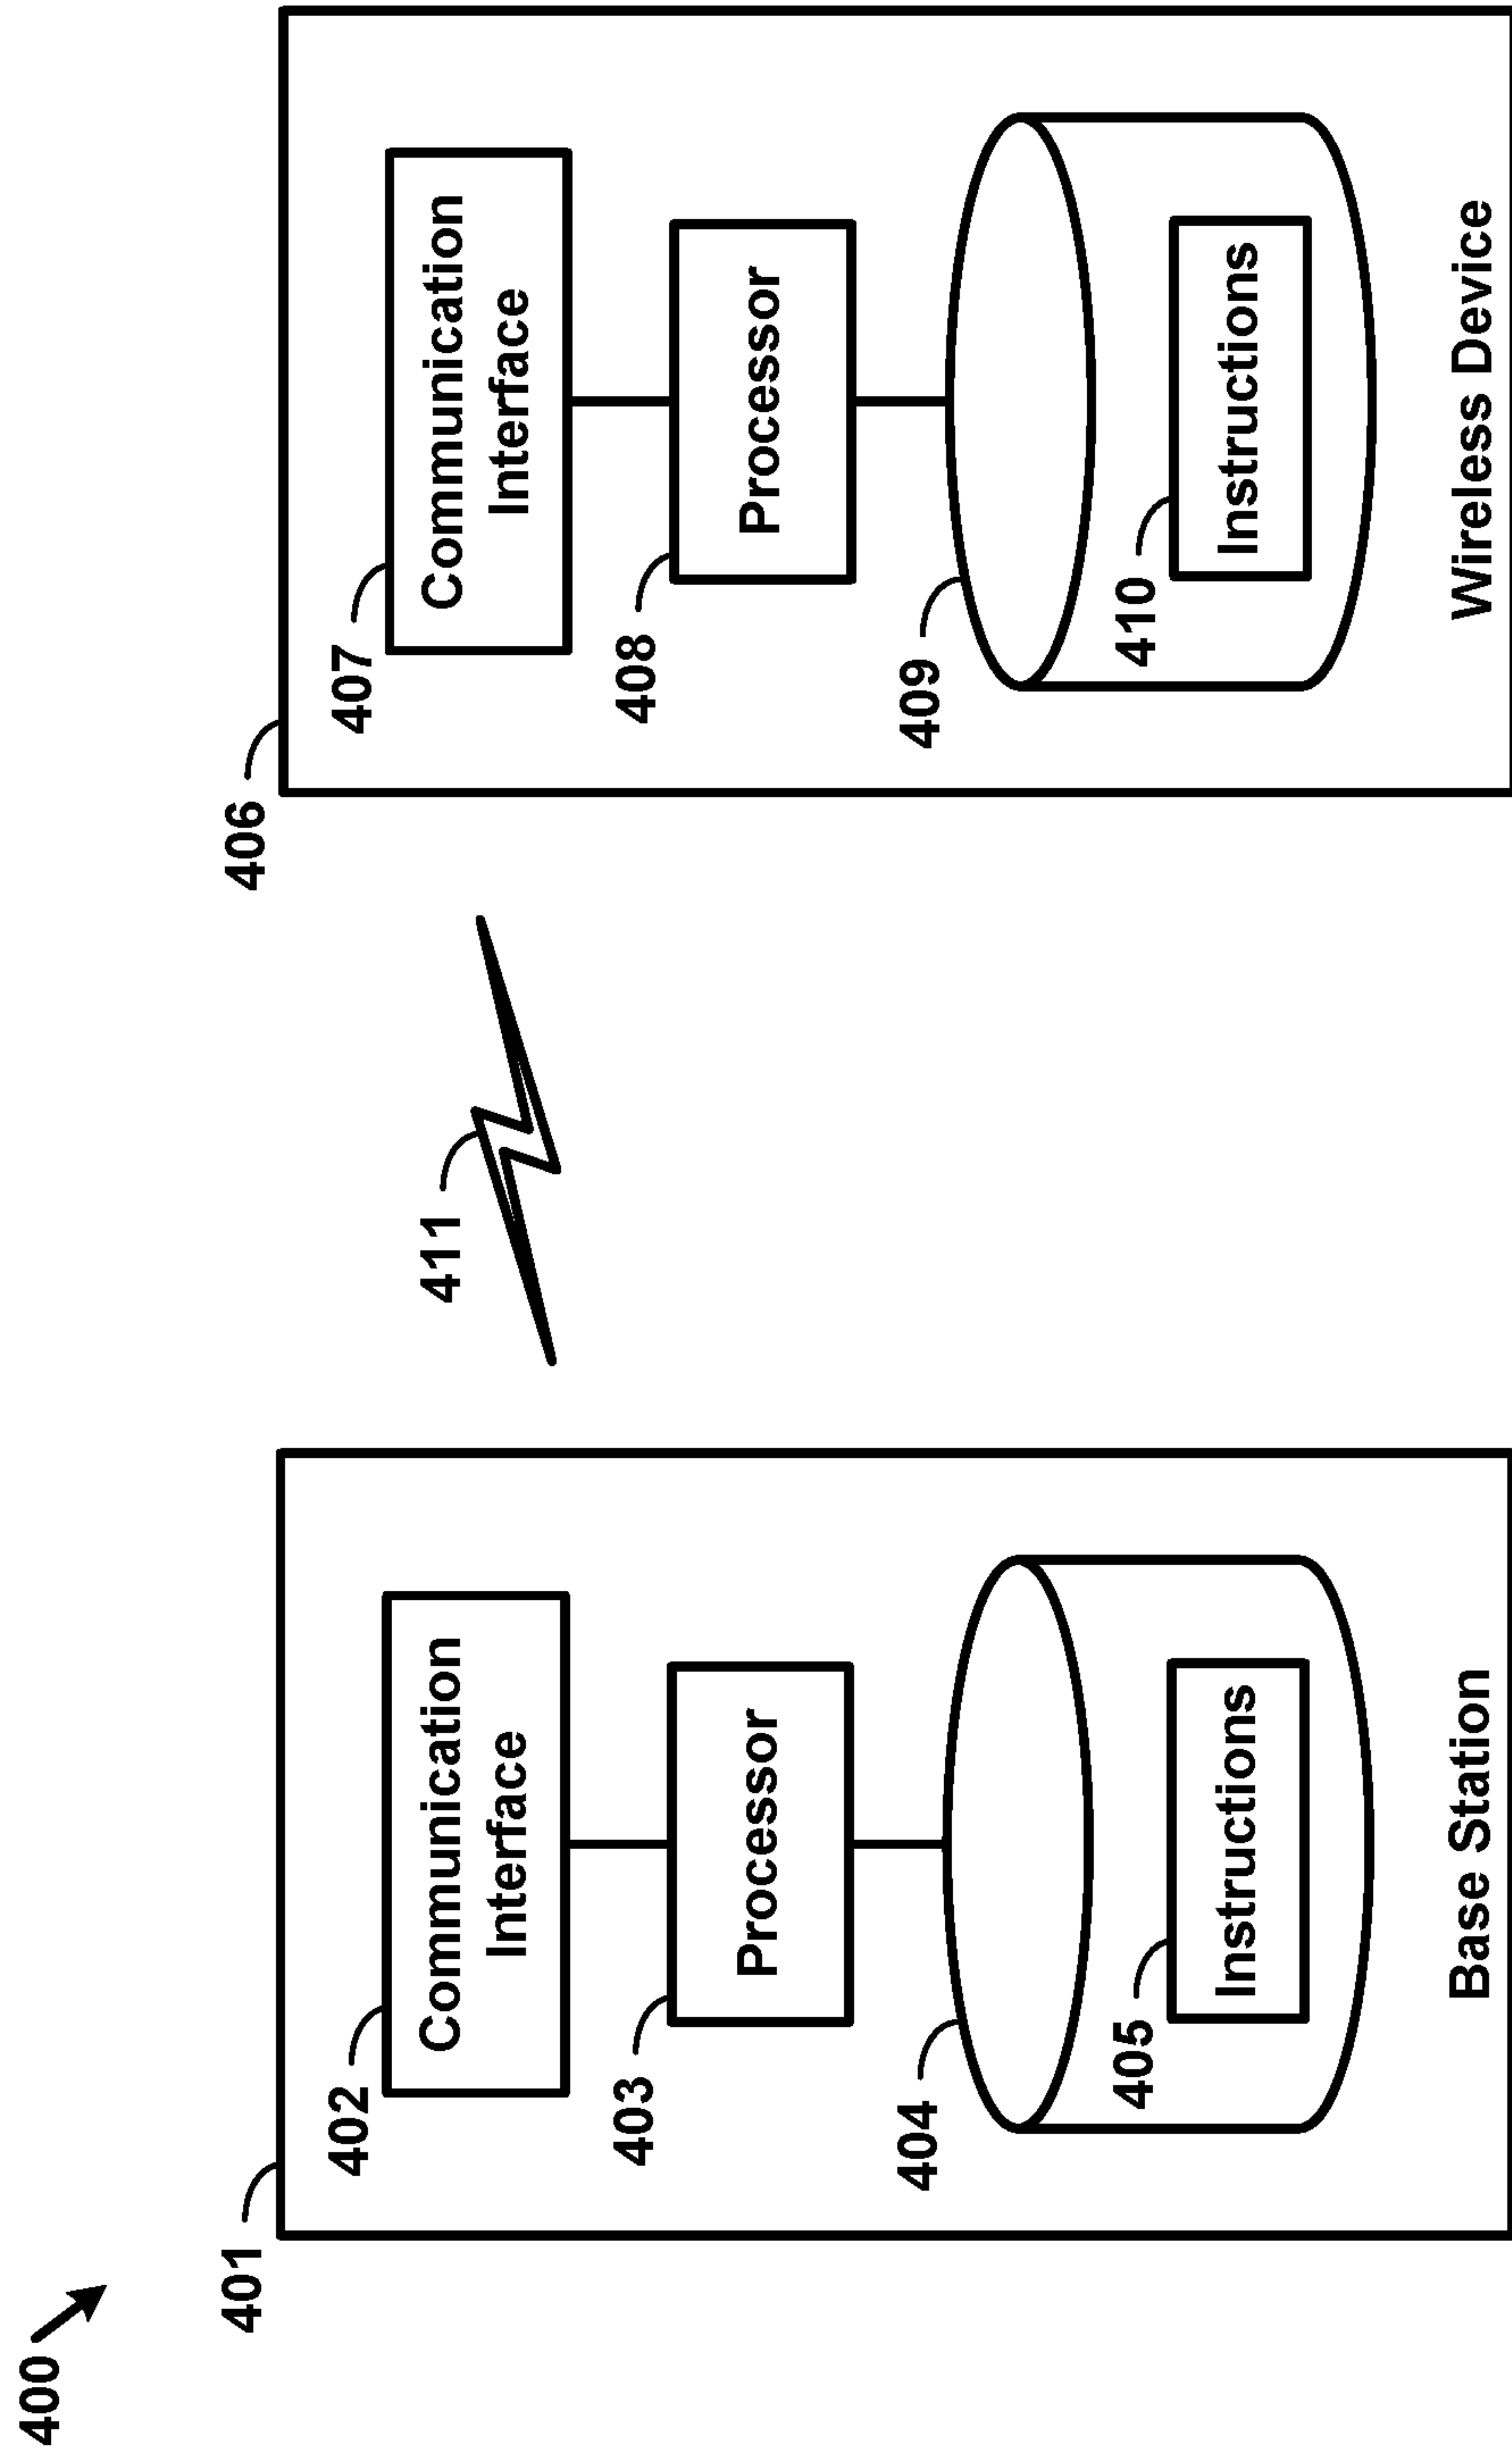 400
401
402
Communication
Interface
403
Processor
404
405
Instructions
Base Station
411
406
407
Communication
Interface
408
Processor
409
410
Instructions
Wireless Device